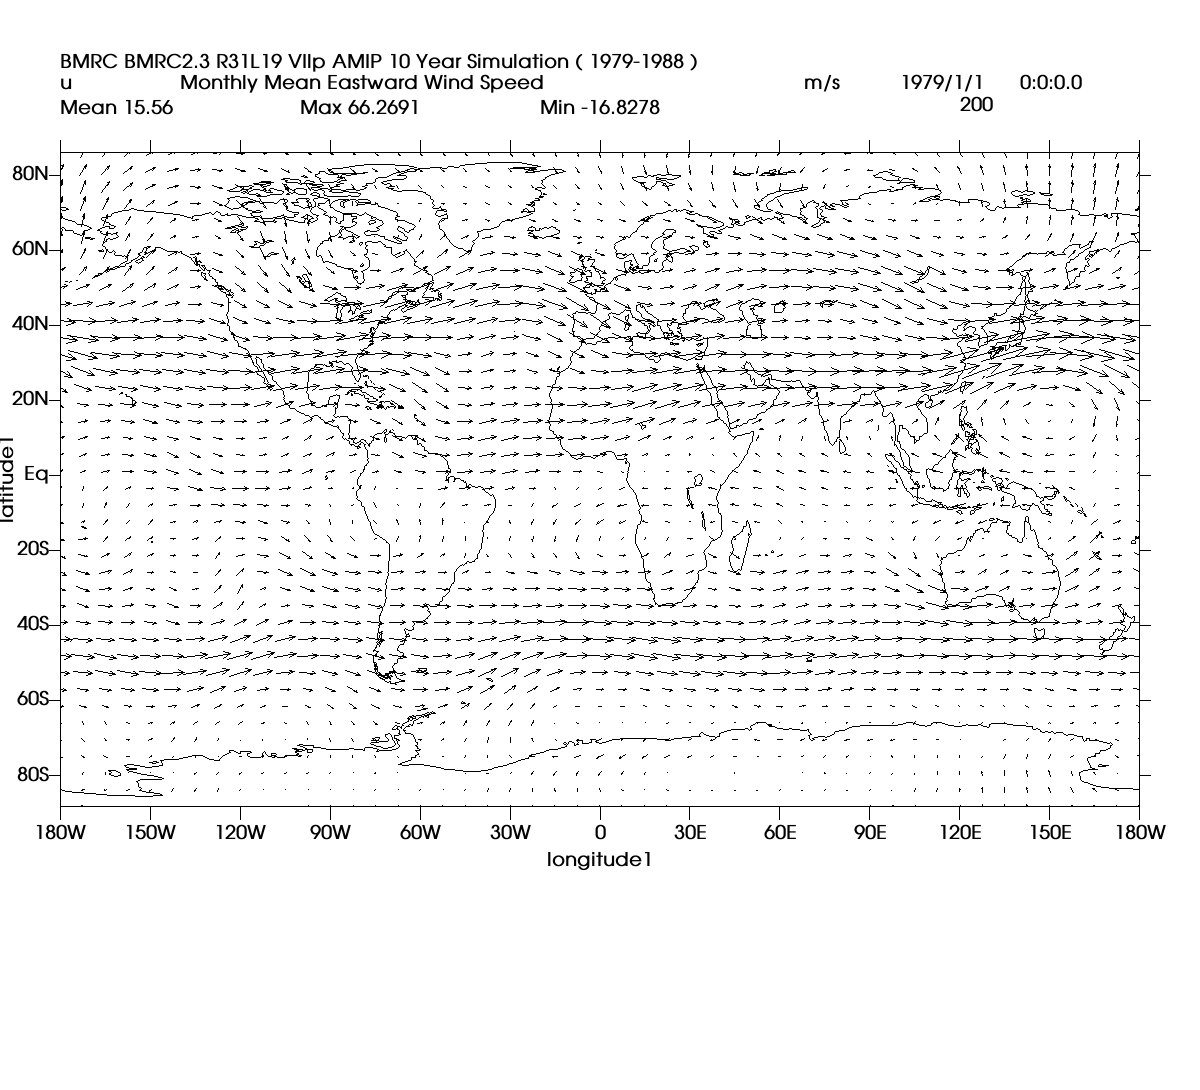 BMRC BMRC2.3 R31L19 VIIp AMIP 10 Year Simulation ( 1979-1988 )
u Monthly Mean Eastward Wind Speed m/s 1979/1/1 0:0:0.0
Mean 15.56 Max 66.2691 Min -16.8278 200
80N
60N
40N
20N
Eq
20S
40S
60S
80S
latitude1
180W 150W 120W 90W 60W 30W 0 30E 60E 90E 120E 150E 180W
longitude1